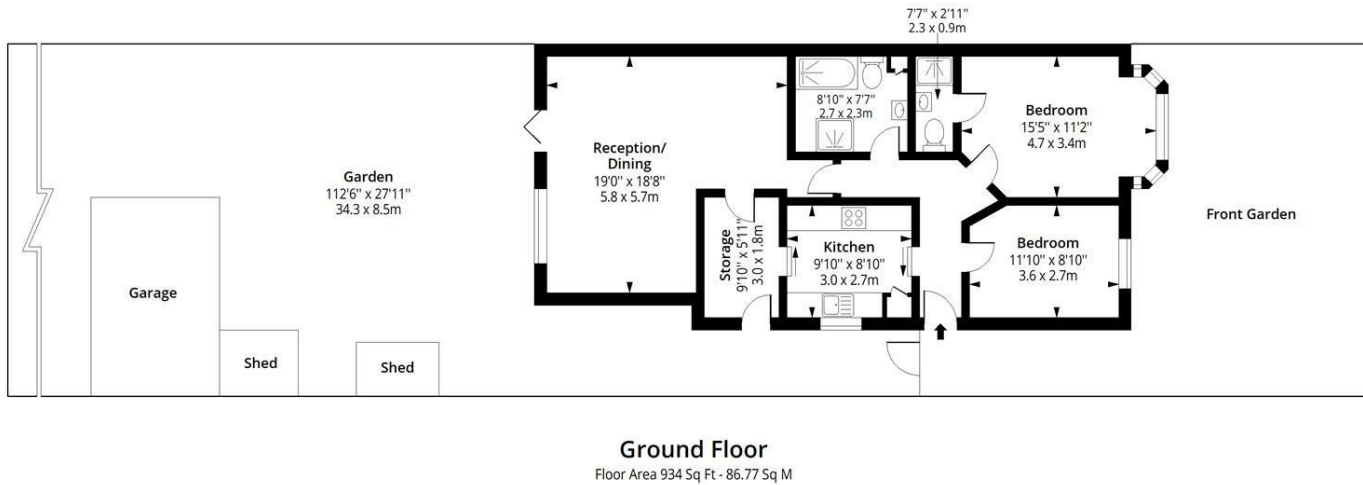 7'7" x 2'11"
2.3 x 0.9m
8'10" x 7'7"
2.7 x 2.3m
Bedroom
15'5" x 11'2"
4.7 x 3.4m
Reception/
Dining
19'0" x 18'8"
5.8 x 5.7m
Garden
112'6" x 27'11"
34.3 x 8.5m
Front Garden
Storage
9'10" x 5'11"
3.0 x 1.8m
Kitchen
9'10" x 8'10"
3.0 x 2.7m
Bedroom
11'10" x 8'10"
3.6 x 2.7m
Garage
Shed
Shed
Ground Floor
Floor Area 934 Sq Ft - 86.77 Sq M